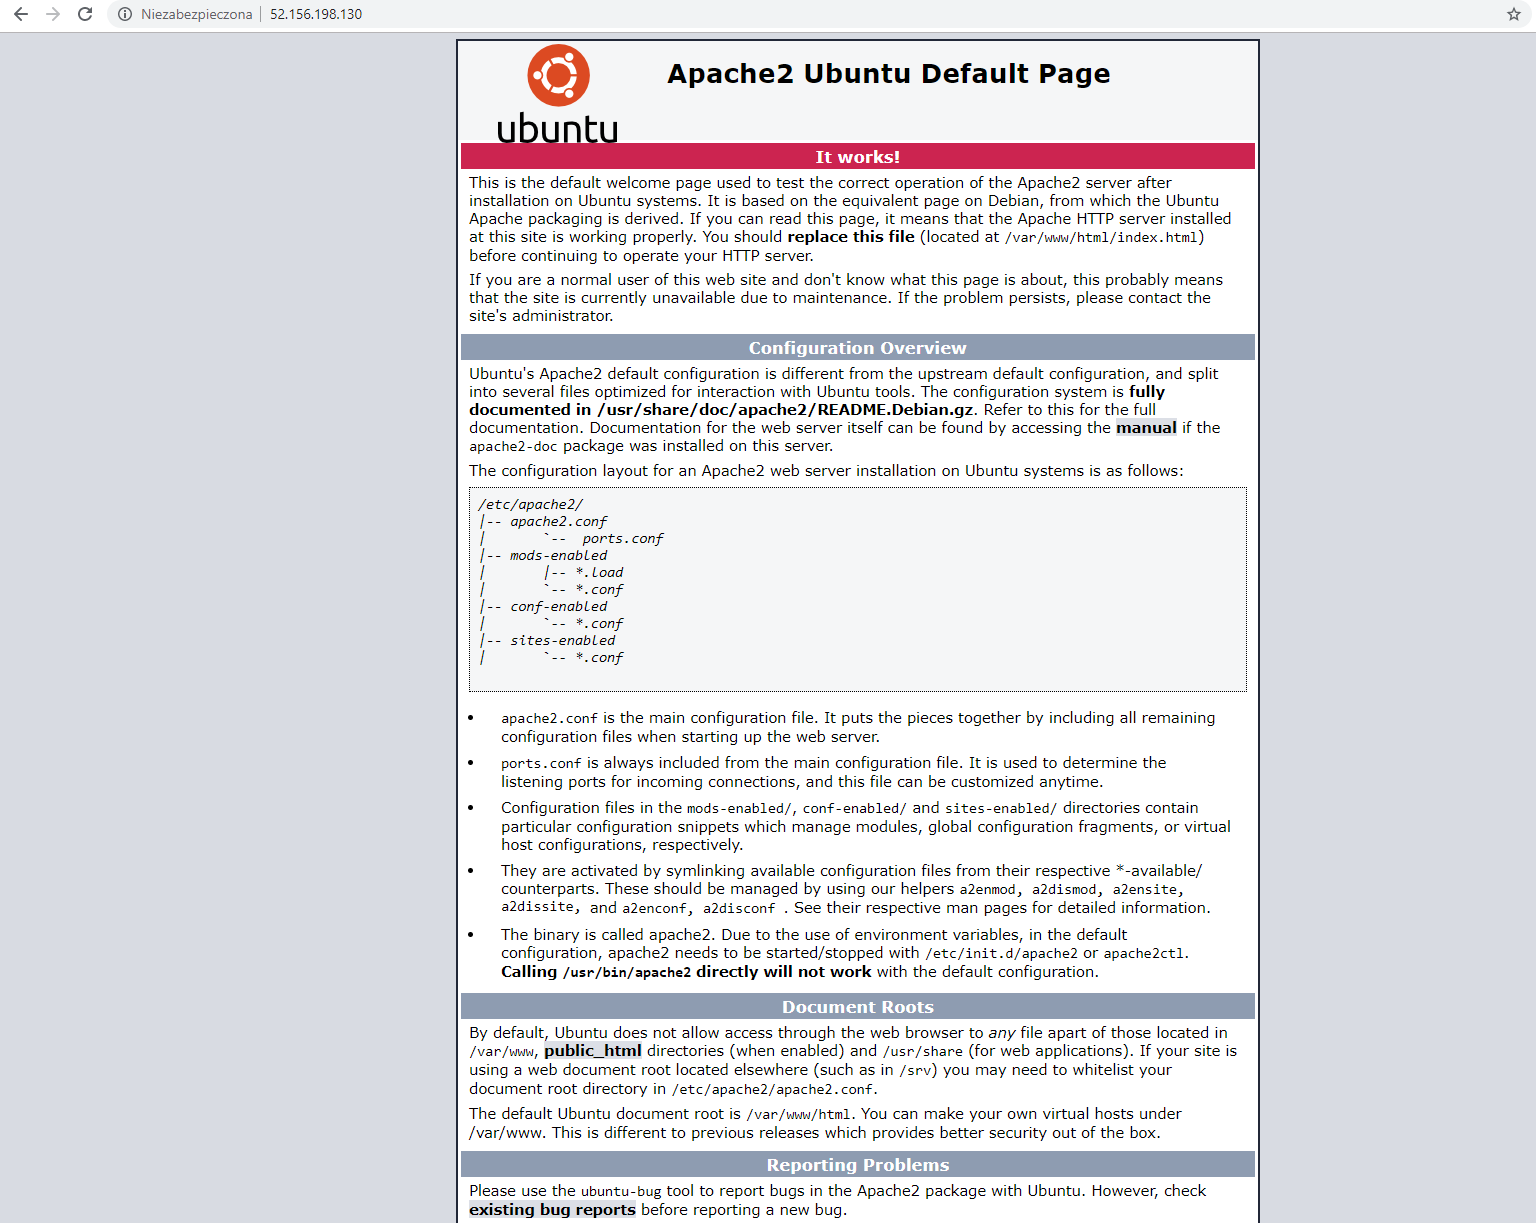 Niezabezpieczona | 52.156.198.130
ubuntu
Apache2 Ubuntu Default Page
It works!
This is the default welcome page used to test the correct operation of the Apache2 server after
installation on Ubuntu systems. It is based on the equivalent page on Debian, from which the Ubuntu
Apache packaging is derived. If you can read this page, it means that the Apache HTTP server installed
at this site is working properly. You should replace this file (located at /var/www/html/index.html)
before continuing to operate your HTTP server.
If you are a normal user of this web site and don't know what this page is about, this probably means
that the site is currently unavailable due to maintenance. If the problem persists, please contact the
site's administrator.
Configuration Overview
Ubuntu's Apache2 default configuration is different from the upstream default configuration, and split
into several files optimized for interaction with Ubuntu tools. The configuration system is fully
documented in /usr/share/doc/apache2/README.Debian.gz. Refer to this for the full
documentation. Documentation for the web server itself can be found by accessing the manual if the
apache2-doc package was installed on this server.
The configuration layout for an Apache2 web server installation on Ubuntu systems is as follows:
/etc/apache2/
|-- apache2.conf
|       `--  ports.conf
|-- mods-enabled
|       |-- *.load
|       `-- *.conf
|-- conf-enabled
|       `-- *.conf
|-- sites-enabled
|       `-- *.conf
• apache2.conf is the main configuration file. It puts the pieces together by including all remaining
configuration files when starting up the web server.
• ports.conf is always included from the main configuration file. It is used to determine the
listening ports for incoming connections, and this file can be customized anytime.
• Configuration files in the mods-enabled/, conf-enabled/ and sites-enabled/ directories contain
particular configuration snippets which manage modules, global configuration fragments, or virtual
host configurations, respectively.
• They are activated by symlinking available configuration files from their respective *-available/
counterparts. These should be managed by using our helpers a2enmod, a2dismod, a2ensite,
a2dissite, and a2enconf, a2disconf . See their respective man pages for detailed information.
• The binary is called apache2. Due to the use of environment variables, in the default
configuration, apache2 needs to be started/stopped with /etc/init.d/apache2 or apache2ctl.
Calling /usr/bin/apache2 directly will not work with the default configuration.
Document Roots
By default, Ubuntu does not allow access through the web browser to any file apart of those located in
/var/www, public_html directories (when enabled) and /usr/share (for web applications). If your site is
using a web document root located elsewhere (such as in /srv) you may need to whitelist your
document root directory in /etc/apache2/apache2.conf.
The default Ubuntu document root is /var/www/html. You can make your own virtual hosts under
/var/www. This is different to previous releases which provides better security out of the box.
Reporting Problems
Please use the ubuntu-bug tool to report bugs in the Apache2 package with Ubuntu. However, check
existing bug reports before reporting a new bug.